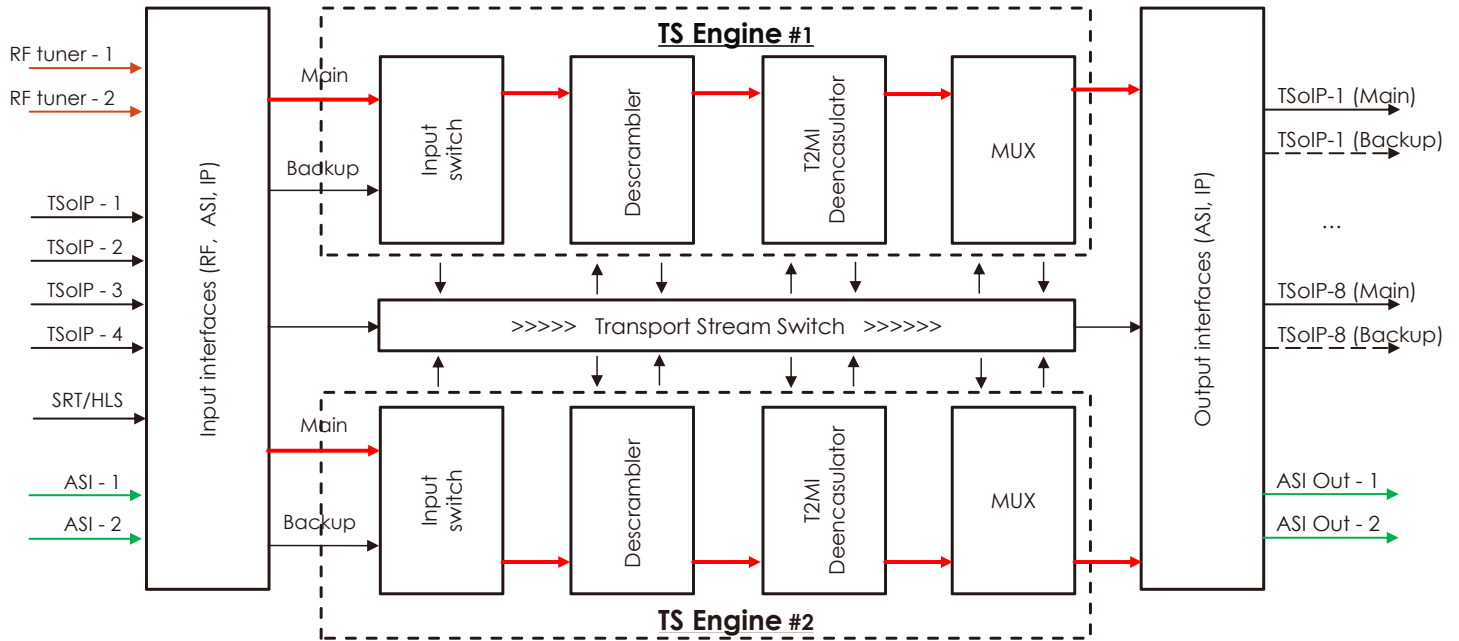 RF tuner - 1
RF tuner - 2
TSoIP - 1
TSoIP - 2
TSoIP - 3
TSoIP - 4
SRT/HLS
ASI - 1
ASI - 2
Input interfaces (RF, ASI, IP)
TS Engine #1
Main
Backup
Input
switch
Descrambler
T2MI
Deencasulator
MUX
>>>>> Transport Stream Switch >>>>>>
Main
Backup
Input
switch
Descrambler
T2MI
Deencasulator
MUX
TS Engine #2
Output interfaces (ASI, IP)
TSoIP-1 (Main)
TSoIP-1 (Backup)
...
TSoIP-8 (Main)
TSoIP-8 (Backup)
ASI Out - 1
ASI Out - 2